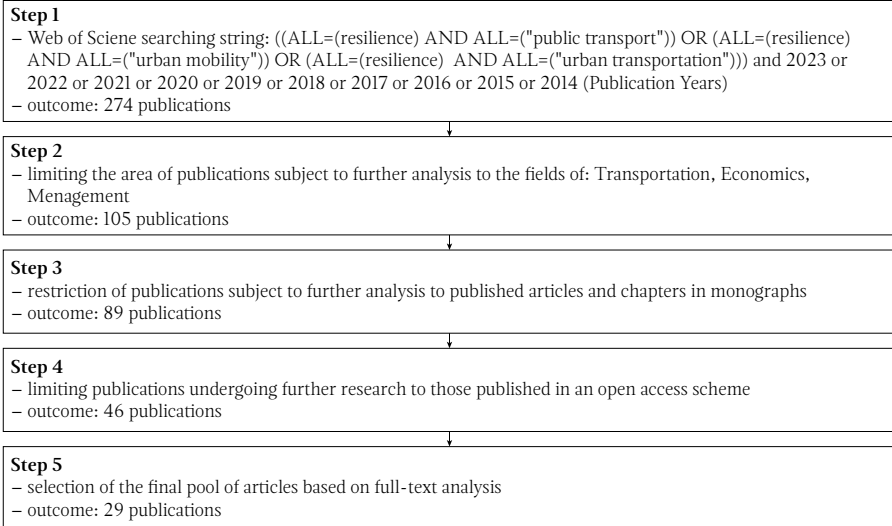 Step 1
– Web of Sciene searching string: ((ALL=(resilience) AND ALL=("public transport")) OR (ALL=(resilience)
AND ALL=("urban mobility")) OR (ALL=(resilience) AND ALL=("urban transportation"))) and 2023 or
2022 or 2021 or 2020 or 2019 or 2018 or 2017 or 2016 or 2015 or 2014 (Publication Years)
– outcome: 274 publications
Step 2
– limiting the area of publications subject to further analysis to the fields of: Transportation, Economics,
Menagement
– outcome: 105 publications
Step 3
– restriction of publications subject to further analysis to published articles and chapters in monographs
– outcome: 89 publications
Step 4
– limiting publications undergoing further research to those published in an open access scheme
– outcome: 46 publications
Step 5
– selection of the final pool of articles based on full-text analysis
– outcome: 29 publications